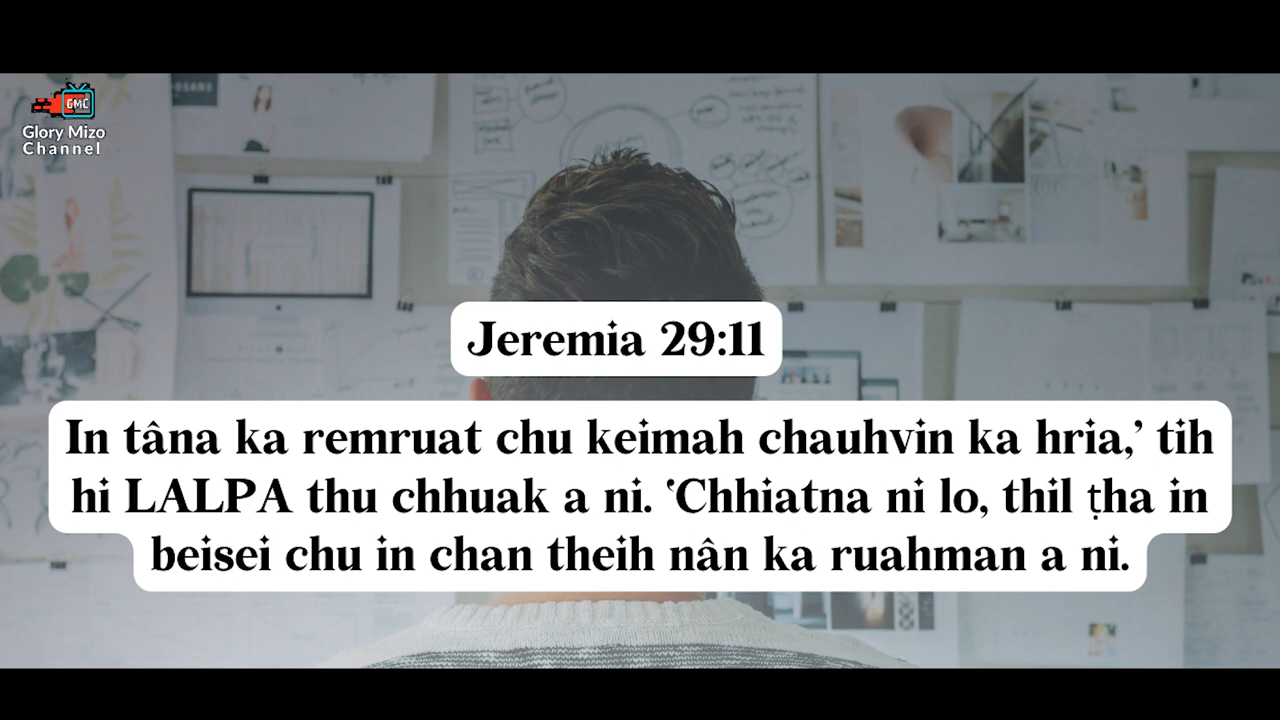 GMC
Glory Mizo
Channel
Jeremia 29:11
In tâna ka remruat chu keimah chauhvin ka hria,’ tih
hi LALPA thu chhuak a ni. ‘Chhiatna ni lo, thil ṭha in
beisei chu in chan theih nân ka ruahman a ni.